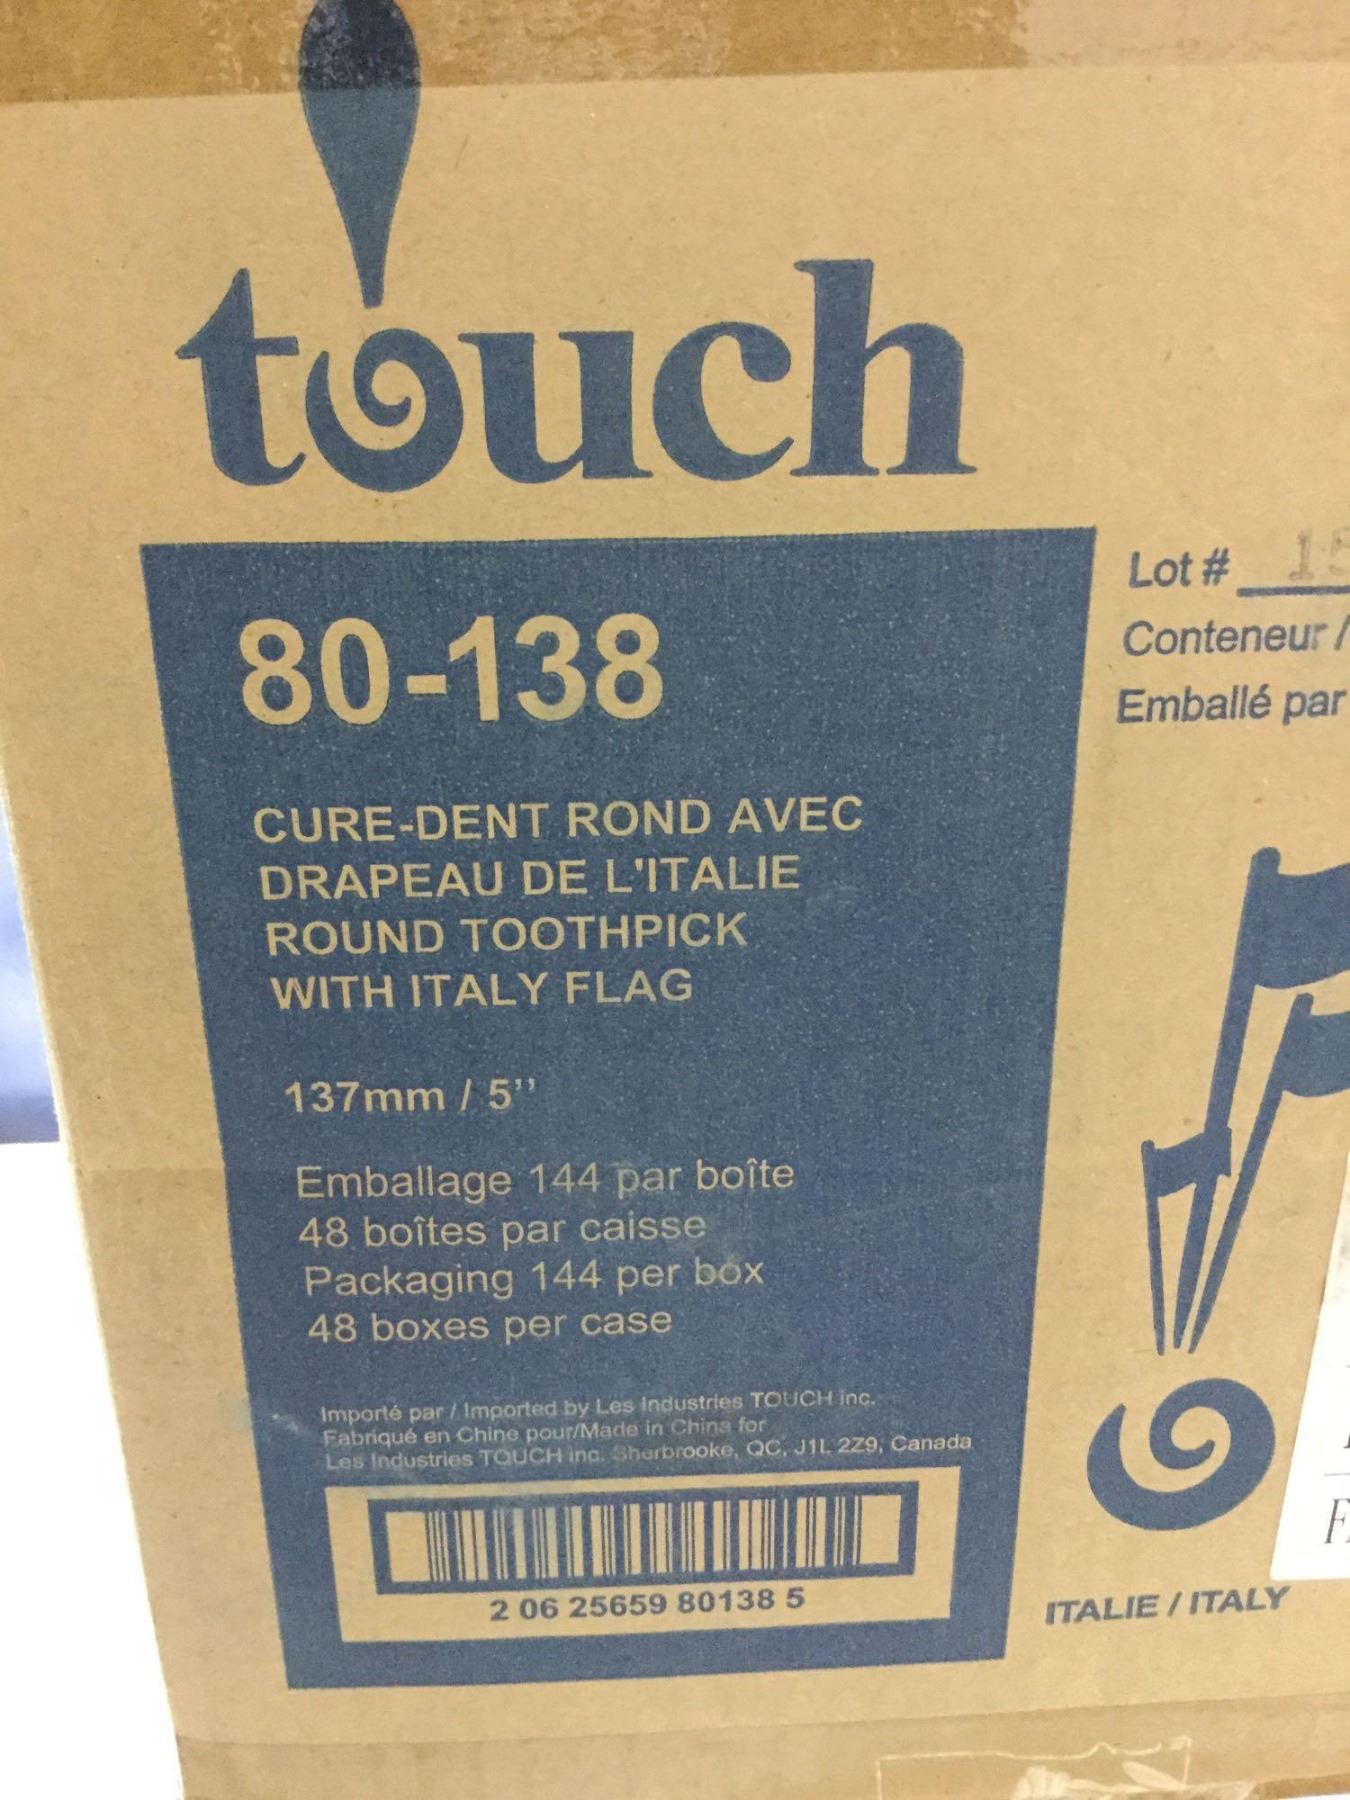 touch
80-138
CURE-DENT ROND AVEC
DRAPEAU DE L'ITALIE
ROUND TOOTHPICK
WITH ITALY FLAG
137mm / 5''
Emballage 144 par boîte
48 boîtes par caisse
Packaging 144 per box
48 boxes per case
Importé par / Imported by Les Industries TOUCH inc.
Fabriqué en Chine pour/Made in China for
Les Industries TOUCH inc. Sherbrooke, QC, J1L 2Z9, Canada
2 06 25659 80138 5
Lot #
Conteneur /
Emballé par
ITALIE / ITALY